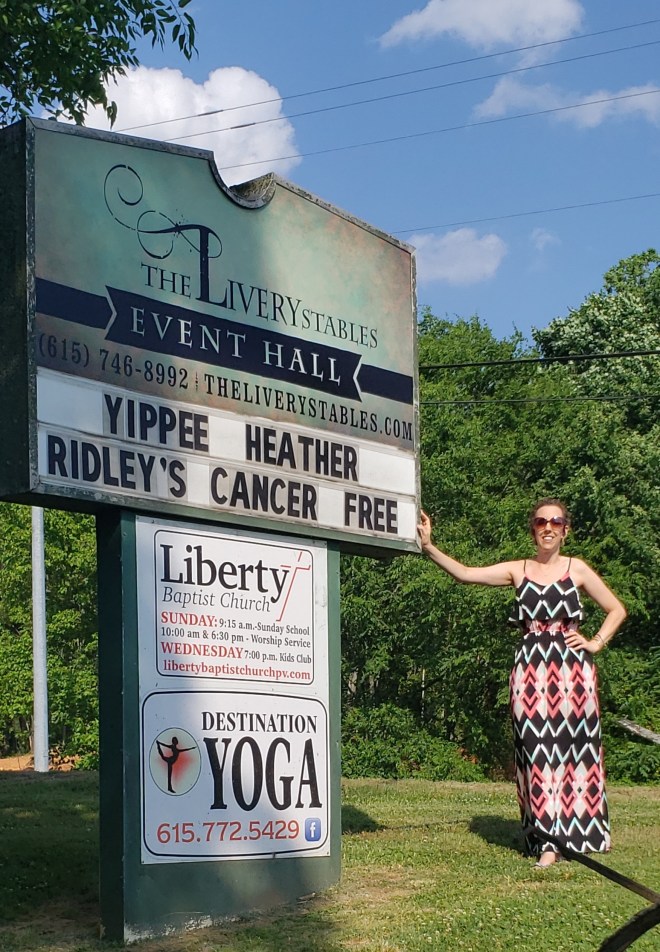 THE LIVERY STABLES
EVENT HALL
(615) 746-8992 | THELIVERYSTABLES.COM
YIPPEE HEATHER
RIDLEY'S CANCER FREE
Liberty
Baptist Church
SUNDAY: 9:15 a.m.-Sunday School
10:00 am & 6:30 pm - Worship Service
WEDNESDAY 7:00 p.m. Kids Club
libertybaptistchurchpv.com
DESTINATION
YOGA
615.772.5429 f